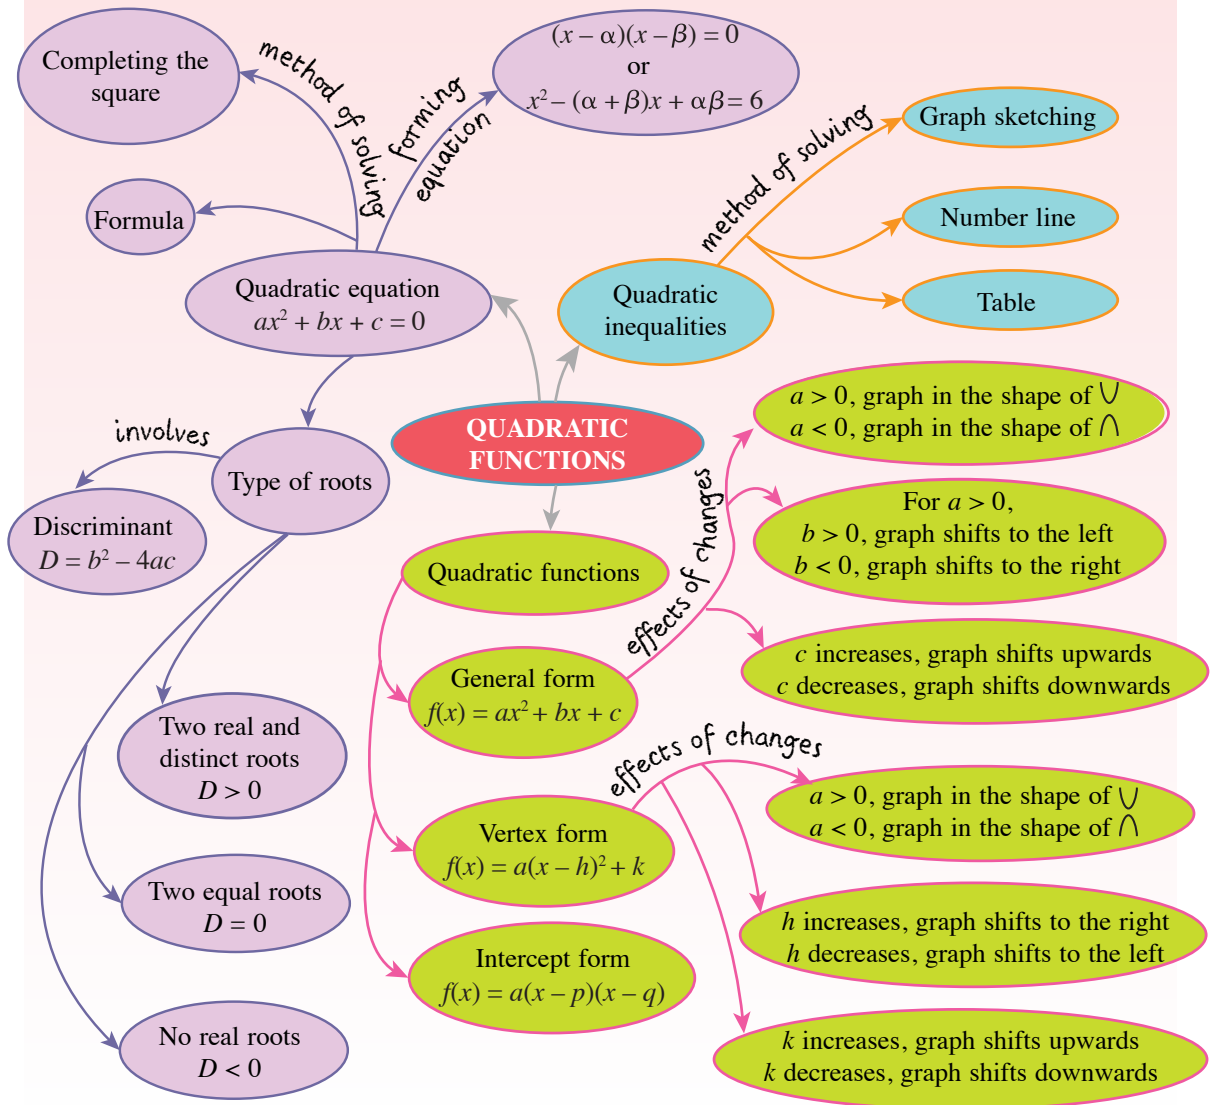 Completing the
square
method of solving
forming
equation
(x – α)(x – β) = 0
or
x² – (α + β)x + αβ = 6
Formula
Quadratic equation
ax² + bx + c = 0
method of solving
Graph sketching
Number line
Table
Quadratic
inequalities
QUADRATIC
FUNCTIONS
involves
Type of roots
Discriminant
D = b² – 4ac
Two real and
distinct roots
D > 0
Two equal roots
D = 0
No real roots
D < 0
Quadratic functions
General form
f(x) = ax² + bx + c
effects of changes
a > 0, graph in the shape of ∪
a < 0, graph in the shape of ∩
For a > 0,
b > 0, graph shifts to the left
b < 0, graph shifts to the right
c increases, graph shifts upwards
c decreases, graph shifts downwards
Vertex form
f(x) = a(x – h)² + k
effects of changes
a > 0, graph in the shape of ∪
a < 0, graph in the shape of ∩
h increases, graph shifts to the right
h decreases, graph shifts to the left
k increases, graph shifts upwards
k decreases, graph shifts downwards
Intercept form
f(x) = a(x – p)(x – q)